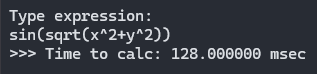 Type expression:
sin(sqrt(x^2+y^2))
>>> Time to calc: 128.000000 msec